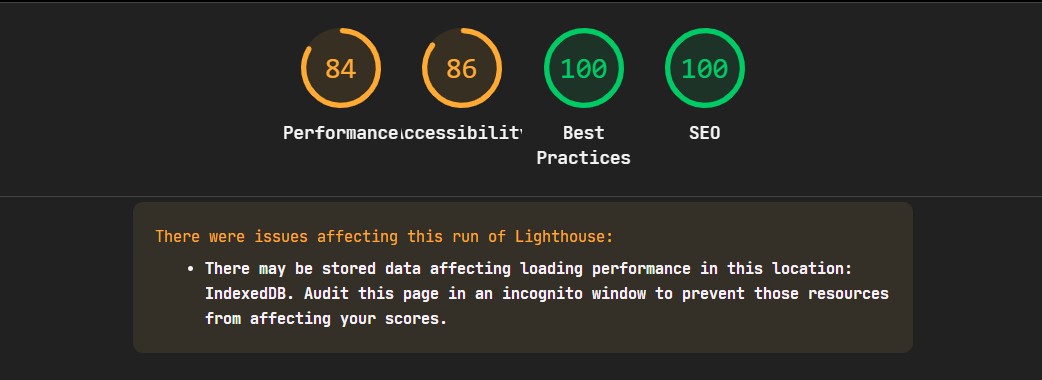 84 86 100 100
Performance Accessibility Best SEO
Practices
There were issues affecting this run of Lighthouse:
• There may be stored data affecting loading performance in this location:
IndexedDB. Audit this page in an incognito window to prevent those resources
from affecting your scores.